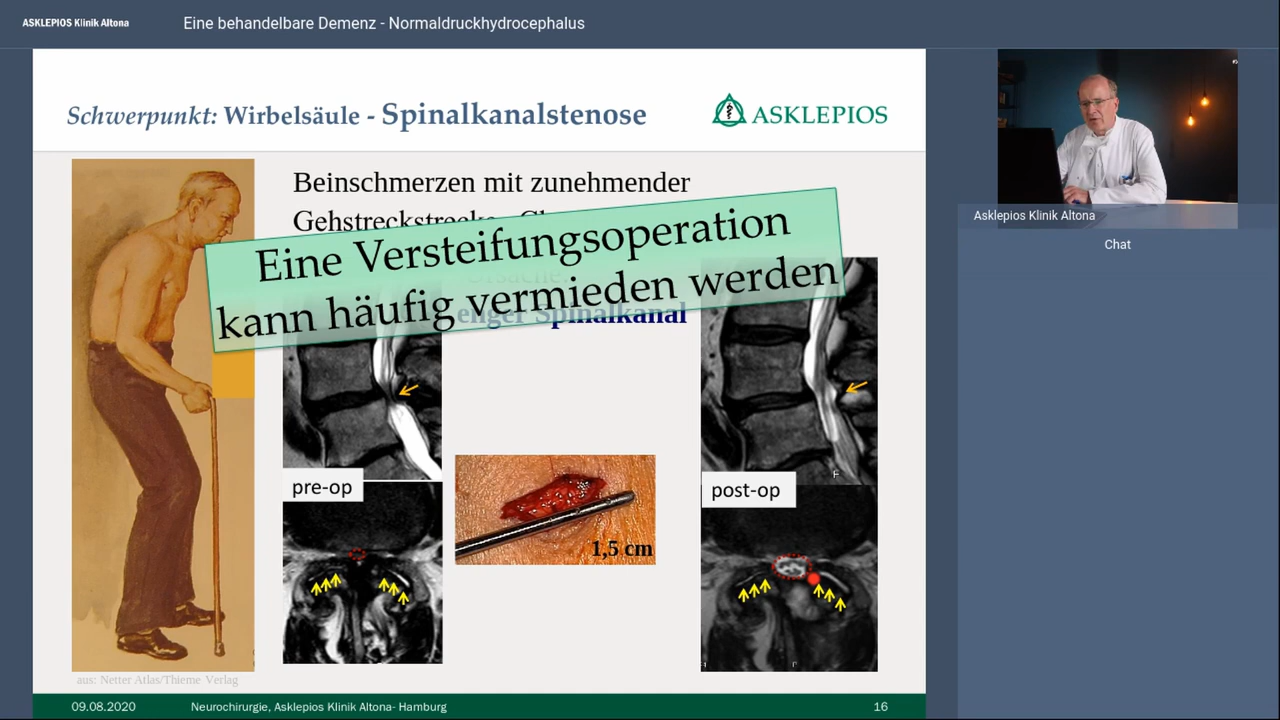 ASKLEPIOS Klinik Altona
Eine behandelbare Demenz - Normaldruckhydrocephalus
Schwerpunkt: Wirbelsäule - Spinalkanalstenose
ASKLEPIOS
Beinschmerzen mit zunehmender
Gehstreckstrecke
Eine Versteifungsoperation
kann häufig vermieden werden
Ursache:
enger Spinalkanal
pre-op
post-op
F
1,5 cm
aus: Netter Atlas/Thieme Verlag
09.08.2020
Neurochirurgie, Asklepios Klinik Altona- Hamburg
16
Asklepios Klinik Altona
Chat